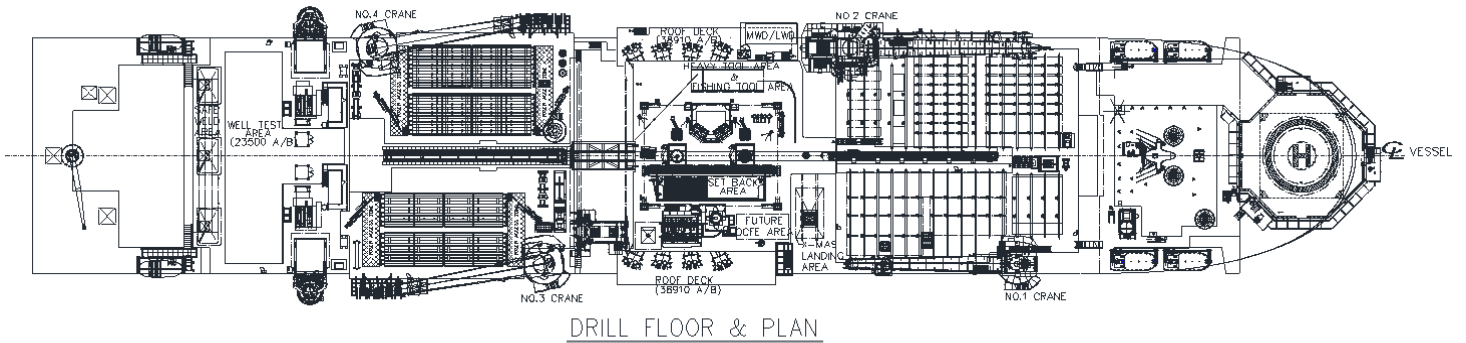 NO.4 CRANE
ROOF DECK
(38910 A/B)
MWD/LWD
NO 2 CRANE
HEAVY TOOL AREA
&
FISHING TOOL AREA
WELD
AREA
WELL TEST
AREA
(23500 A/B)
H
VESSEL
SET BACK
AREA
FUTURE
OCFE AREA
X-MAS
LANDING
AREA
ROOF DECK
(38910 A/B)
NO.3 CRANE
NO.1 CRANE
DRILL FLOOR & PLAN